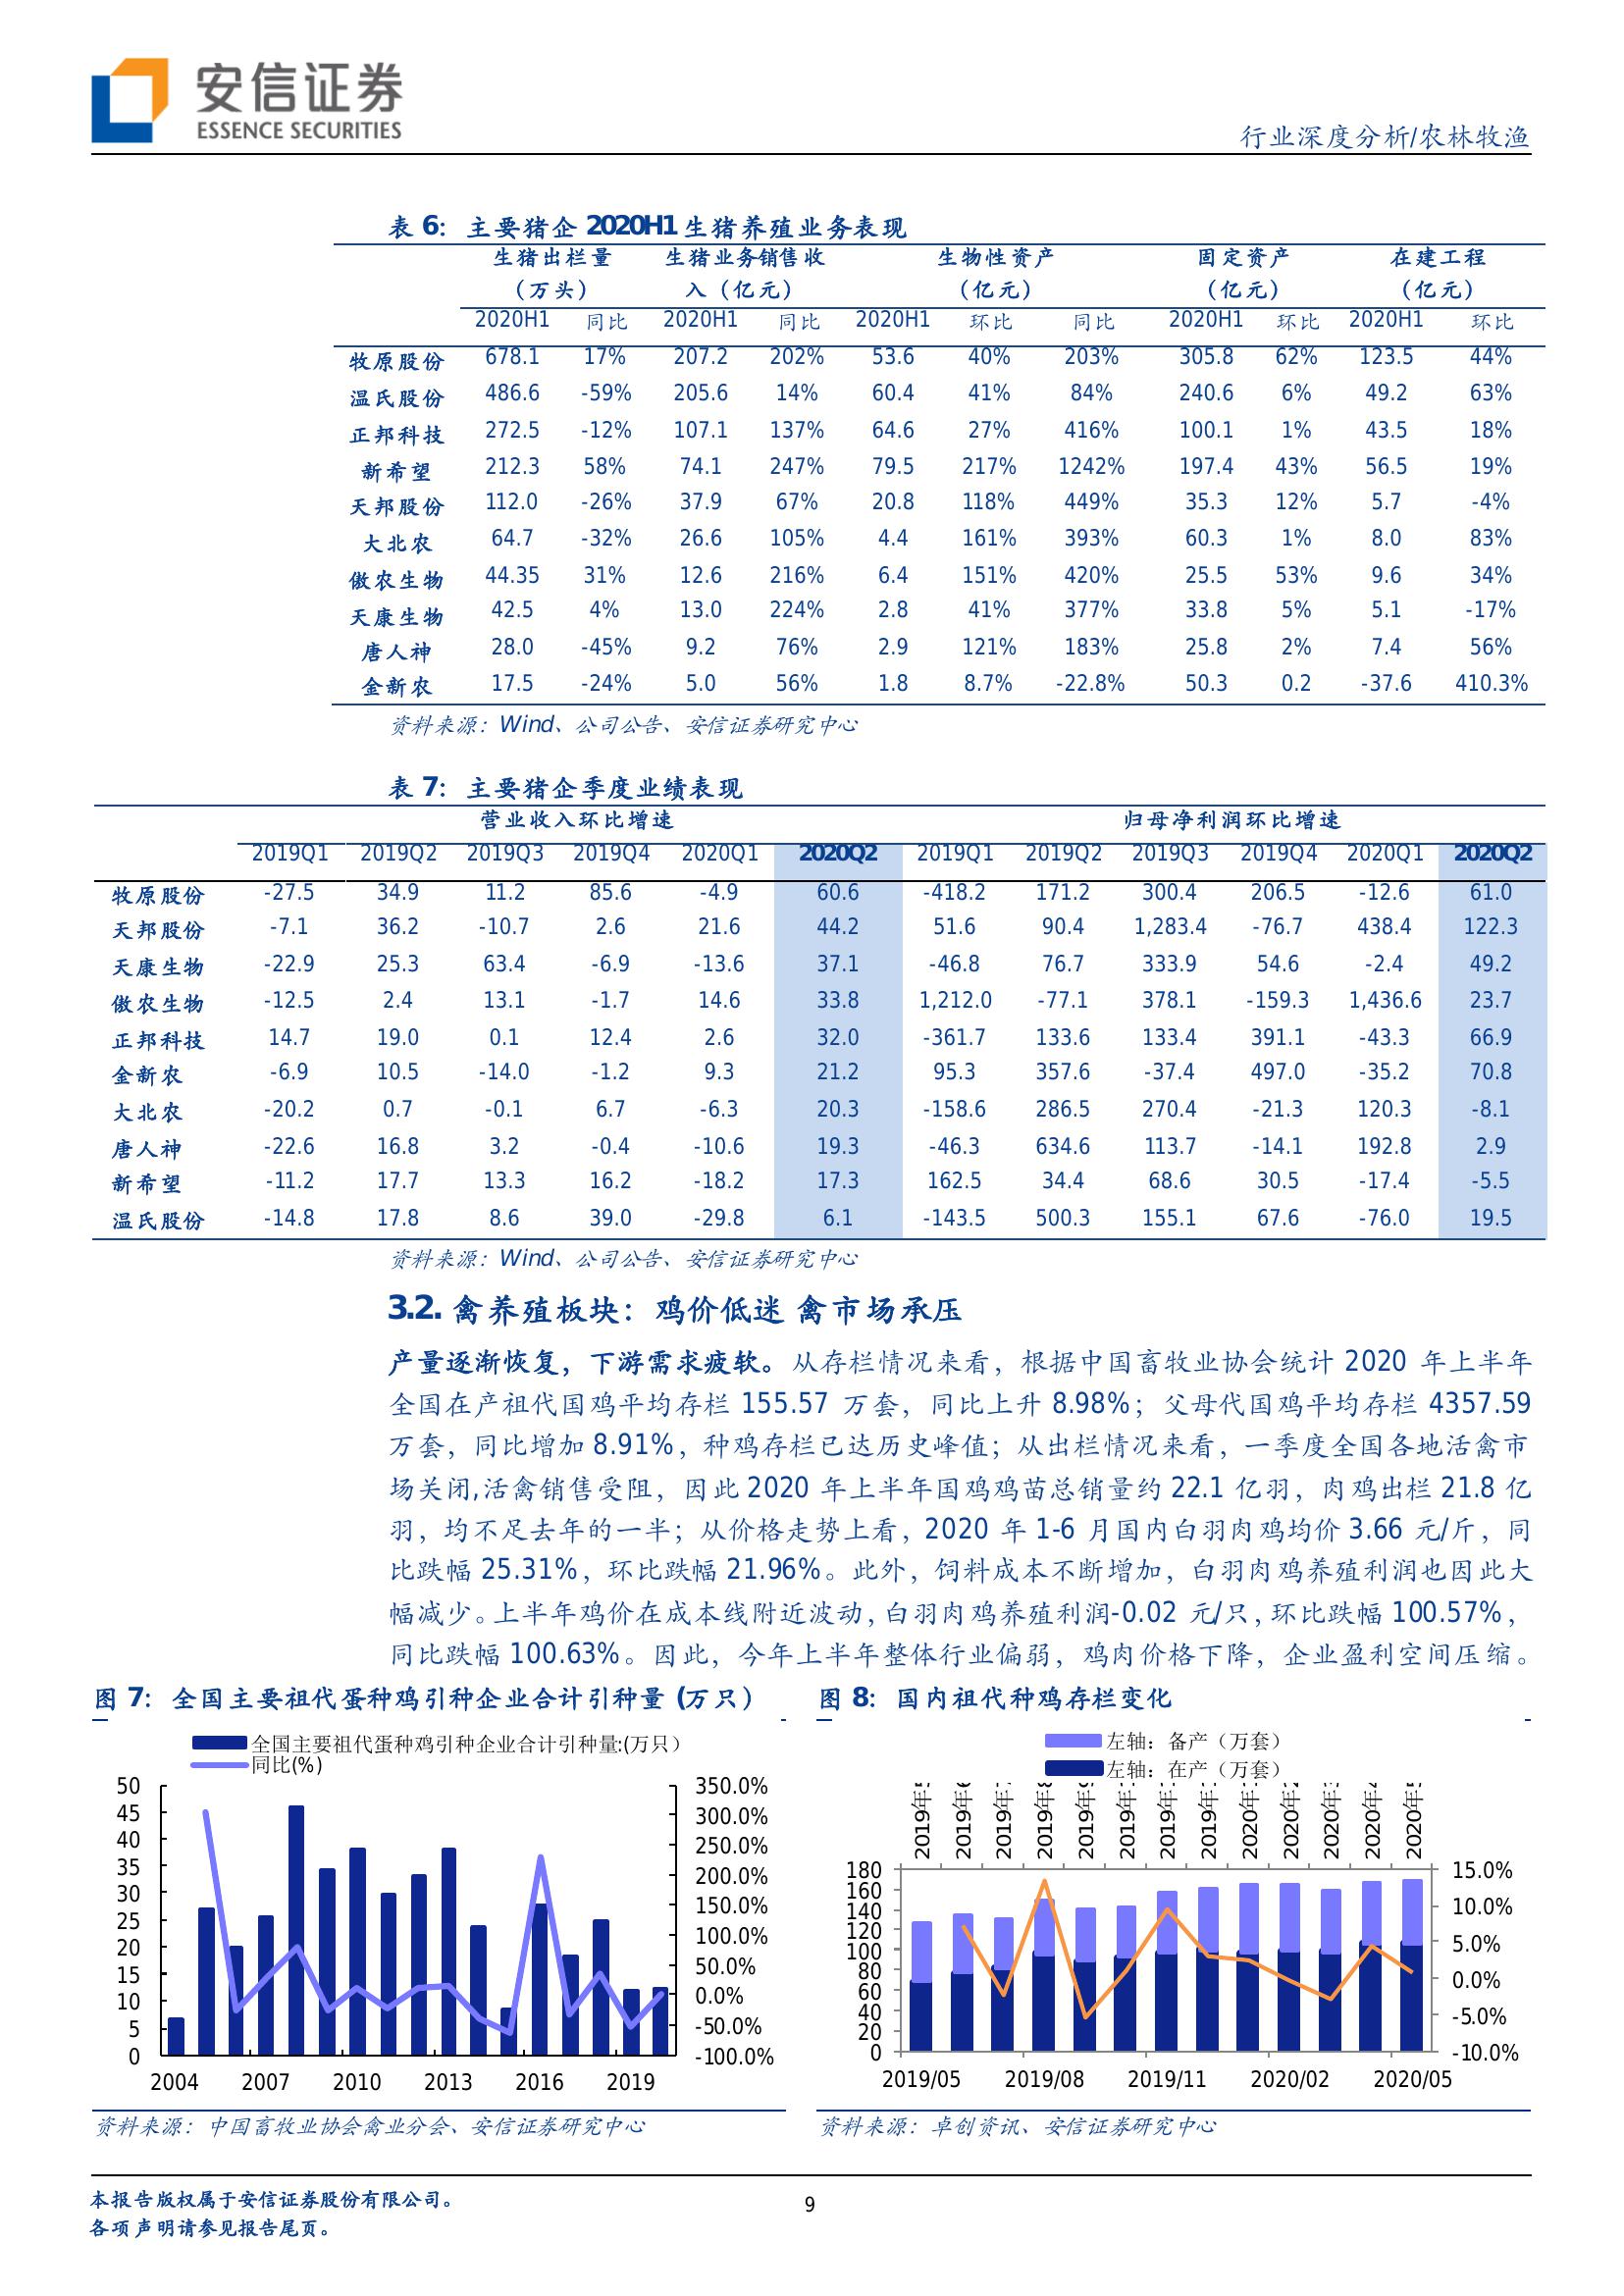 安信证券
ESSENCE SECURITIES
行业深度分析/农林牧渔
表 6：主要猪企 2020H1 生猪养殖业务表现
生猪出栏量 生猪业务销售收 生物性资产 固定资产 在建工程
（万头） 入（亿元） （亿元） （亿元） （亿元）
2020H1 同比 2020H1 同比 2020H1 环比 同比 2020H1 环比 2020H1 环比
牧原股份 678.1 17% 207.2 202% 53.6 40% 203% 305.8 62% 123.5 44%
温氏股份 486.6 -59% 205.6 14% 60.4 41% 84% 240.6 6% 49.2 63%
正邦科技 272.5 -12% 107.1 137% 64.6 27% 416% 100.1 1% 43.5 18%
新希望 212.3 58% 74.1 247% 79.5 217% 1242% 197.4 43% 56.5 19%
天邦股份 112.0 -26% 37.9 67% 20.8 118% 449% 35.3 12% 5.7 -4%
大北农 64.7 -32% 26.6 105% 4.4 161% 393% 60.3 1% 8.0 83%
傲农生物 44.35 31% 12.6 216% 6.4 151% 420% 25.5 53% 9.6 34%
天康生物 42.5 4% 13.0 224% 2.8 41% 377% 33.8 5% 5.1 -17%
唐人神 28.0 -45% 9.2 76% 2.9 121% 183% 25.8 2% 7.4 56%
金新农 17.5 -24% 5.0 56% 1.8 8.7% -22.8% 50.3 0.2 -37.6 410.3%
资料来源：Wind、公司公告、安信证券研究中心
表 7：主要猪企季度业绩表现
营业收入环比增速 归母净利润环比增速
2019Q1 2019Q2 2019Q3 2019Q4 2020Q1 2020Q2 2019Q1 2019Q2 2019Q3 2019Q4 2020Q1 2020Q2
牧原股份 -27.5 34.9 11.2 85.6 -4.9 60.6 -418.2 171.2 300.4 206.5 -12.6 61.0
天邦股份 -7.1 36.2 -10.7 2.6 21.6 44.2 51.6 90.4 1,283.4 -76.7 438.4 122.3
天康生物 -22.9 25.3 63.4 -6.9 -13.6 37.1 -46.8 76.7 333.9 54.6 -2.4 49.2
傲农生物 -12.5 2.4 13.1 -1.7 14.6 33.8 1,212.0 -77.1 378.1 -159.3 1,436.6 23.7
正邦科技 14.7 19.0 0.1 12.4 2.6 32.0 -361.7 133.6 133.4 391.1 -43.3 66.9
金新农 -6.9 10.5 -14.0 -1.2 9.3 21.2 95.3 357.6 -37.4 497.0 -35.2 70.8
大北农 -20.2 0.7 -0.1 6.7 -6.3 20.3 -158.6 286.5 270.4 -21.3 120.3 -8.1
唐人神 -22.6 16.8 3.2 -0.4 -10.6 19.3 -46.3 634.6 113.7 -14.1 192.8 2.9
新希望 -11.2 17.7 13.3 16.2 -18.2 17.3 162.5 34.4 68.6 30.5 -17.4 -5.5
温氏股份 -14.8 17.8 8.6 39.0 -29.8 6.1 -143.5 500.3 155.1 67.6 -76.0 19.5
资料来源：Wind、公司公告、安信证券研究中心
3.2. 禽养殖板块：鸡价低迷 禽市场承压
产量逐渐恢复，下游需求疲软。从存栏情况来看，根据中国畜牧业协会统计 2020 年上半年
全国在产祖代国鸡平均存栏 155.57 万套，同比上升 8.98%；父母代国鸡平均存栏 4357.59
万套，同比增加 8.91%，种鸡存栏已达历史峰值；从出栏情况来看，一季度全国各地活禽市
场关闭,活禽销售受阻，因此 2020 年上半年国鸡鸡苗总销量约 22.1 亿羽，肉鸡出栏 21.8 亿
羽，均不足去年的一半；从价格走势上看，2020 年 1-6 月国内白羽肉鸡均价 3.66 元/斤，同
比跌幅 25.31%，环比跌幅 21.96%。此外，饲料成本不断增加，白羽肉鸡养殖利润也因此大
幅减少。上半年鸡价在成本线附近波动，白羽肉鸡养殖利润-0.02 元/只，环比跌幅 100.57%，
同比跌幅 100.63%。因此，今年上半年整体行业偏弱，鸡肉价格下降，企业盈利空间压缩。
图 7：全国主要祖代蛋种鸡引种企业合计引种量 (万只）
全国主要祖代蛋种鸡引种企业合计引种量:(万只）
同比(%)
50 350.0%
45 300.0%
40 250.0%
35 200.0%
30 150.0%
25 100.0%
20 50.0%
15 0.0%
10 -50.0%
5 -100.0%
0
2004 2007 2010 2013 2016 2019
资料来源：中国畜牧业协会禽业分会、安信证券研究中心
图 8：国内祖代种鸡存栏变化
左轴：备产（万套）
左轴：在产（万套）
2019年 2019年 2019年 2019年 2019年 2019年 2019年 2019年 2020年 2020年 2020年 2020年 2020年
180 15.0%
160 10.0%
140 5.0%
120 0.0%
100 -5.0%
80 -10.0%
60
40
20
0
2019/05 2019/08 2019/11 2020/02 2020/05
资料来源：卓创资讯、安信证券研究中心
本报告版权属于安信证券股份有限公司。
各项声明请参见报告尾页。
9